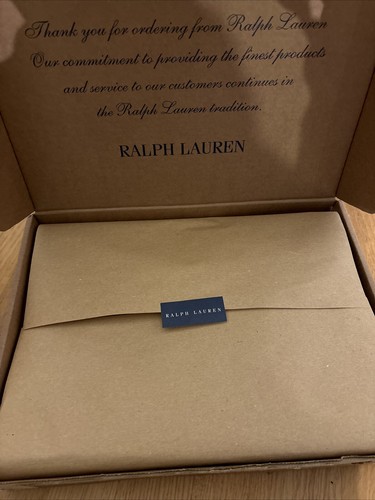 Thank you for ordering from Ralph Lauren
Our commitment to providing the finest products
and service to our customers continues in
the Ralph Lauren tradition.
RALPH LAUREN
RALPH LAUREN